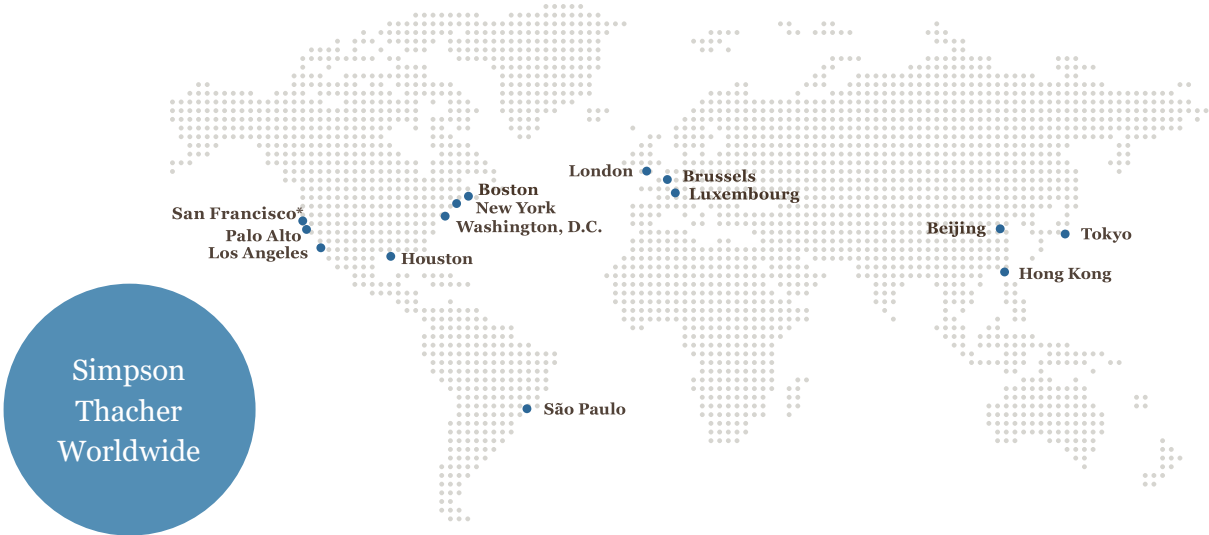 London
Brussels
Luxembourg
Boston
New York
Washington, D.C.
San Francisco*
Palo Alto
Los Angeles
Houston
Beijing
Tokyo
Hong Kong
São Paulo
Simpson
Thacher
Worldwide